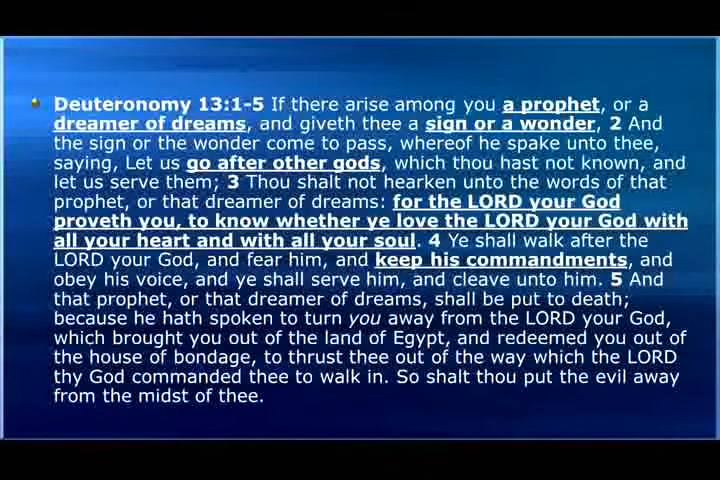 Deuteronomy 13:1-5 If there arise among you a prophet, or a
dreamer of dreams, and giveth thee a sign or a wonder, 2 And
the sign or the wonder come to pass, whereof he spake unto thee,
saying, Let us go after other gods, which thou hast not known, and
let us serve them; 3 Thou shalt not hearken unto the words of that
prophet, or that dreamer of dreams: for the LORD your God
proveth you, to know whether ye love the LORD your God with
all your heart and with all your soul. 4 Ye shall walk after the
LORD your God, and fear him, and keep his commandments, and
obey his voice, and ye shall serve him, and cleave unto him. 5 And
that prophet, or that dreamer of dreams, shall be put to death;
because he hath spoken to turn you away from the LORD your God,
which brought you out of the land of Egypt, and redeemed you out of
the house of bondage, to thrust thee out of the way which the LORD
thy God commanded thee to walk in. So shalt thou put the evil away
from the midst of thee.